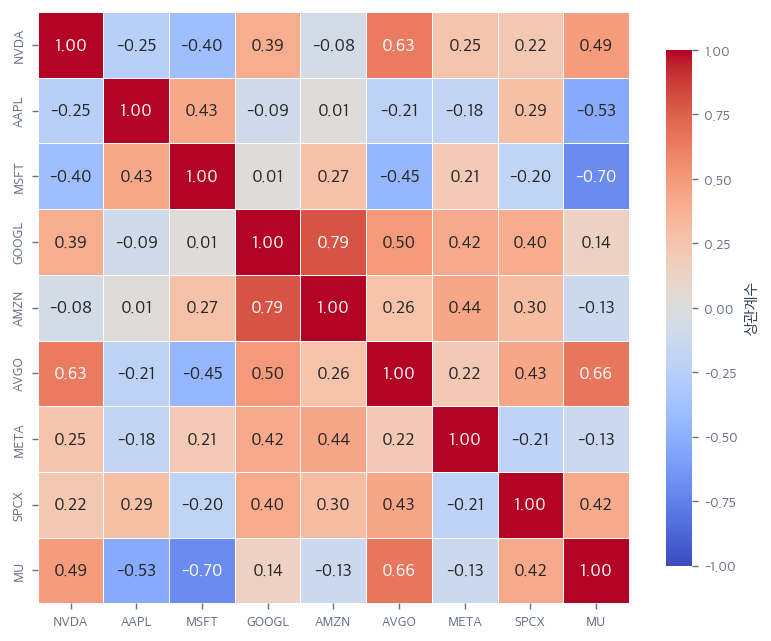 NVDA 1.00 -0.25 -0.40 0.39 -0.08 0.63 0.25 0.22 0.49
AAPL -0.25 1.00 0.43 -0.09 0.01 -0.21 -0.18 0.29 -0.53
MSFT -0.40 0.43 1.00 0.01 0.27 -0.45 0.21 -0.20 -0.70
GOOGL 0.39 -0.09 0.01 1.00 0.79 0.50 0.42 0.40 0.14
AMZN -0.08 0.01 0.27 0.79 1.00 0.26 0.44 0.30 -0.13
AVGO 0.63 -0.21 -0.45 0.50 0.26 1.00 0.22 0.43 0.66
META 0.25 -0.18 0.21 0.42 0.44 0.22 1.00 -0.21 -0.13
SPCX 0.22 0.29 -0.20 0.40 0.30 0.43 -0.21 1.00 0.42
MU 0.49 -0.53 -0.70 0.14 -0.13 0.66 -0.13 0.42 1.00
NVDA AAPL MSFT GOOGL AMZN AVGO META SPCX MU
1.00
0.75
0.50
0.25
0.00
-0.25
-0.50
-0.75
-1.00
상관계수